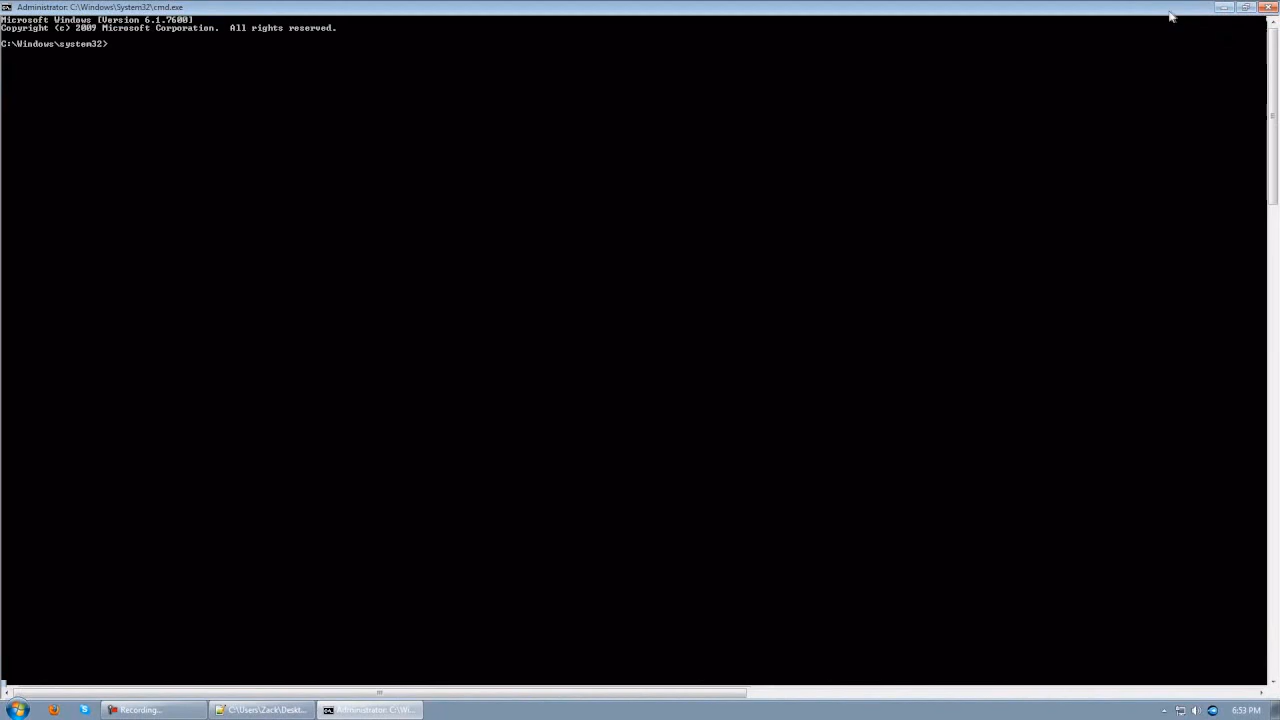 Administrator: C:\Windows\System32\cmd.exe
Microsoft Windows [Version 6.1.7600]
Copyright (c) 2009 Microsoft Corporation.  All rights reserved.
C:\Windows\system32>
Recording...
C:\Users\Zack\Deskt...
Administrator: C:\Wi...
6:53 PM